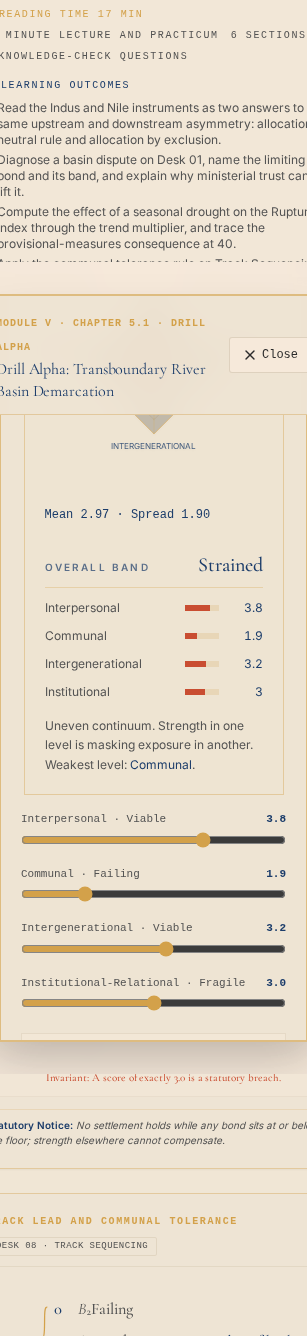 READING TIME 17 MIN
MINUTE LECTURE AND PRACTICUM 6 SECTIONS
KNOWLEDGE-CHECK QUESTIONS
LEARNING OUTCOMES
Read the Indus and Nile instruments as two answers to
same upstream and downstream asymmetry: allocation
neutral rule and allocation by exclusion.
Diagnose a basin dispute on Desk 01, name the limiting
bond and its band, and explain why ministerial trust can
lift it.
Compute the effect of a seasonal drought on the Ruptur
index through the trend multiplier, and trace the
provisional-measures consequence at 40.
MODULE V · CHAPTER 5.1 · DRILL
ALPHA
Drill Alpha: Transboundary River
Basin Demarcation
✕ Close
INTERGENERATIONAL
Mean 2.97 · Spread 1.90
OVERALL BAND Strained
Interpersonal 3.8
Communal 1.9
Intergenerational 3.2
Institutional 3
Uneven continuum. Strength in one
level is masking exposure in another.
Weakest level: Communal.
Interpersonal · Viable 3.8
Communal · Failing 1.9
Intergenerational · Viable 3.2
Institutional-Relational · Fragile 3.0
Invariant: A score of exactly 3.0 is a statutory breach.
atutory Notice: No settlement holds while any bond sits at or bel
e floor; strength elsewhere cannot compensate.
ACK LEAD AND COMMUNAL TOLERANCE
DESK 08 · TRACK SEQUENCING
0 B₂Failing